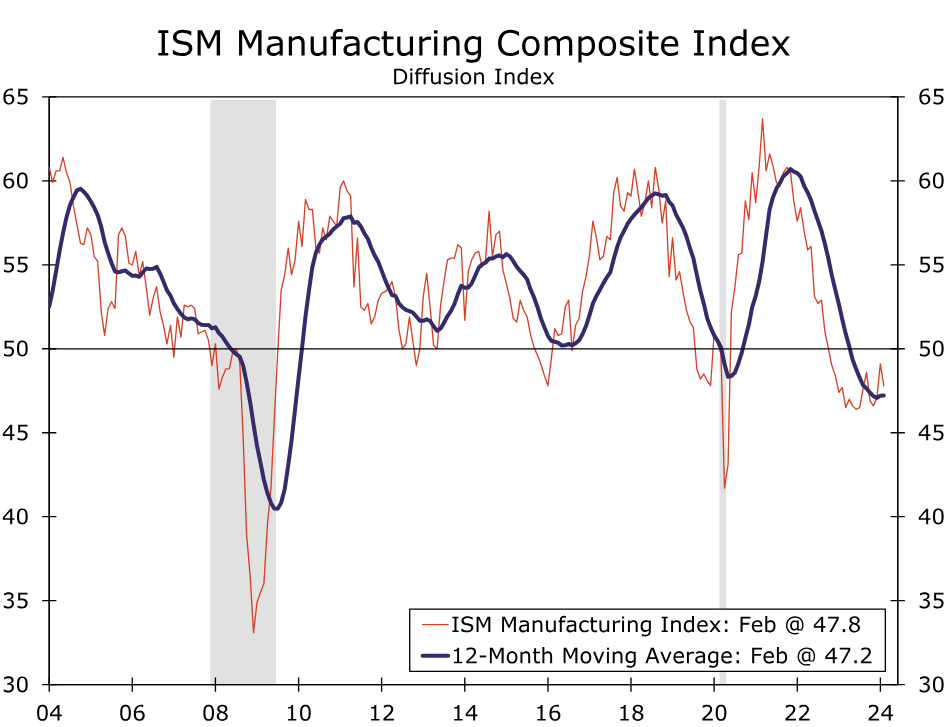 ISM Manufacturing Composite Index
Diffusion Index
65 65
60 60
55 55
50 50
45 45
40 40
35 35
30 30
ISM Manufacturing Index: Feb @ 47.8
12-Month Moving Average: Feb @ 47.2
04 06 08 10 12 14 16 18 20 22 24